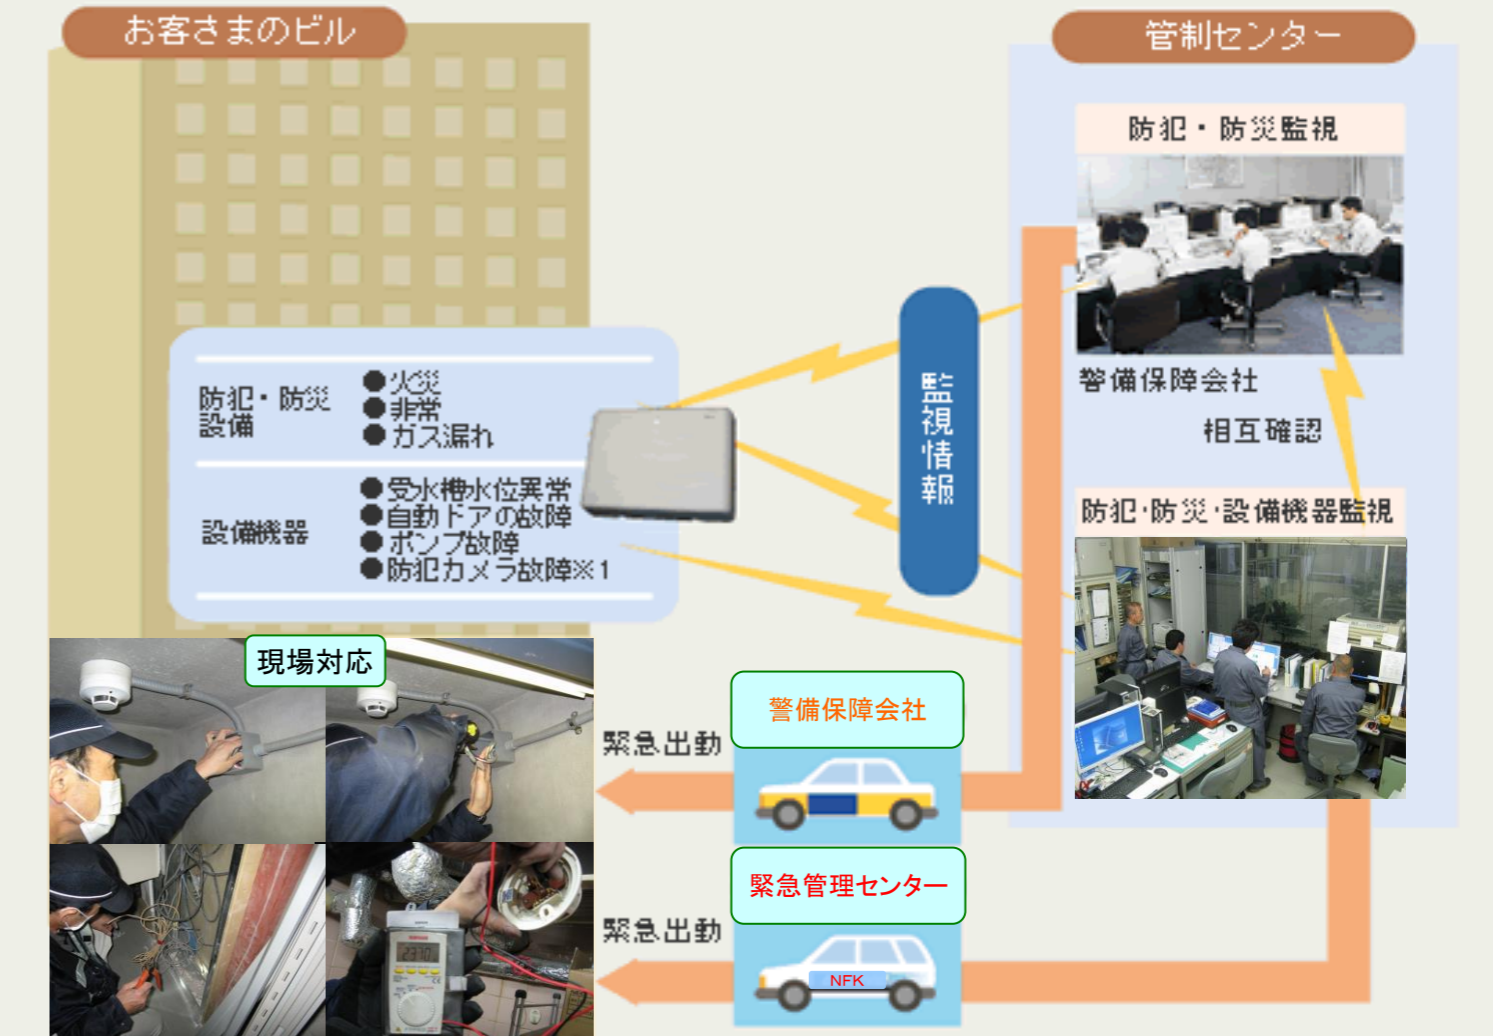 お客さまのビル
管制センター
防犯・防災監視
警備保障会社
相互確認
監視情報
防犯・防災
設備
●火災
●非常
●ガス漏れ
設備機器
●受水槽水位異常
●自動ドアの故障
●ポンプ故障
●防犯カメラ故障※1
防犯・防災・設備機器監視
現場対応
緊急出動
警備保障会社
緊急出動
緊急管理センター
NFK